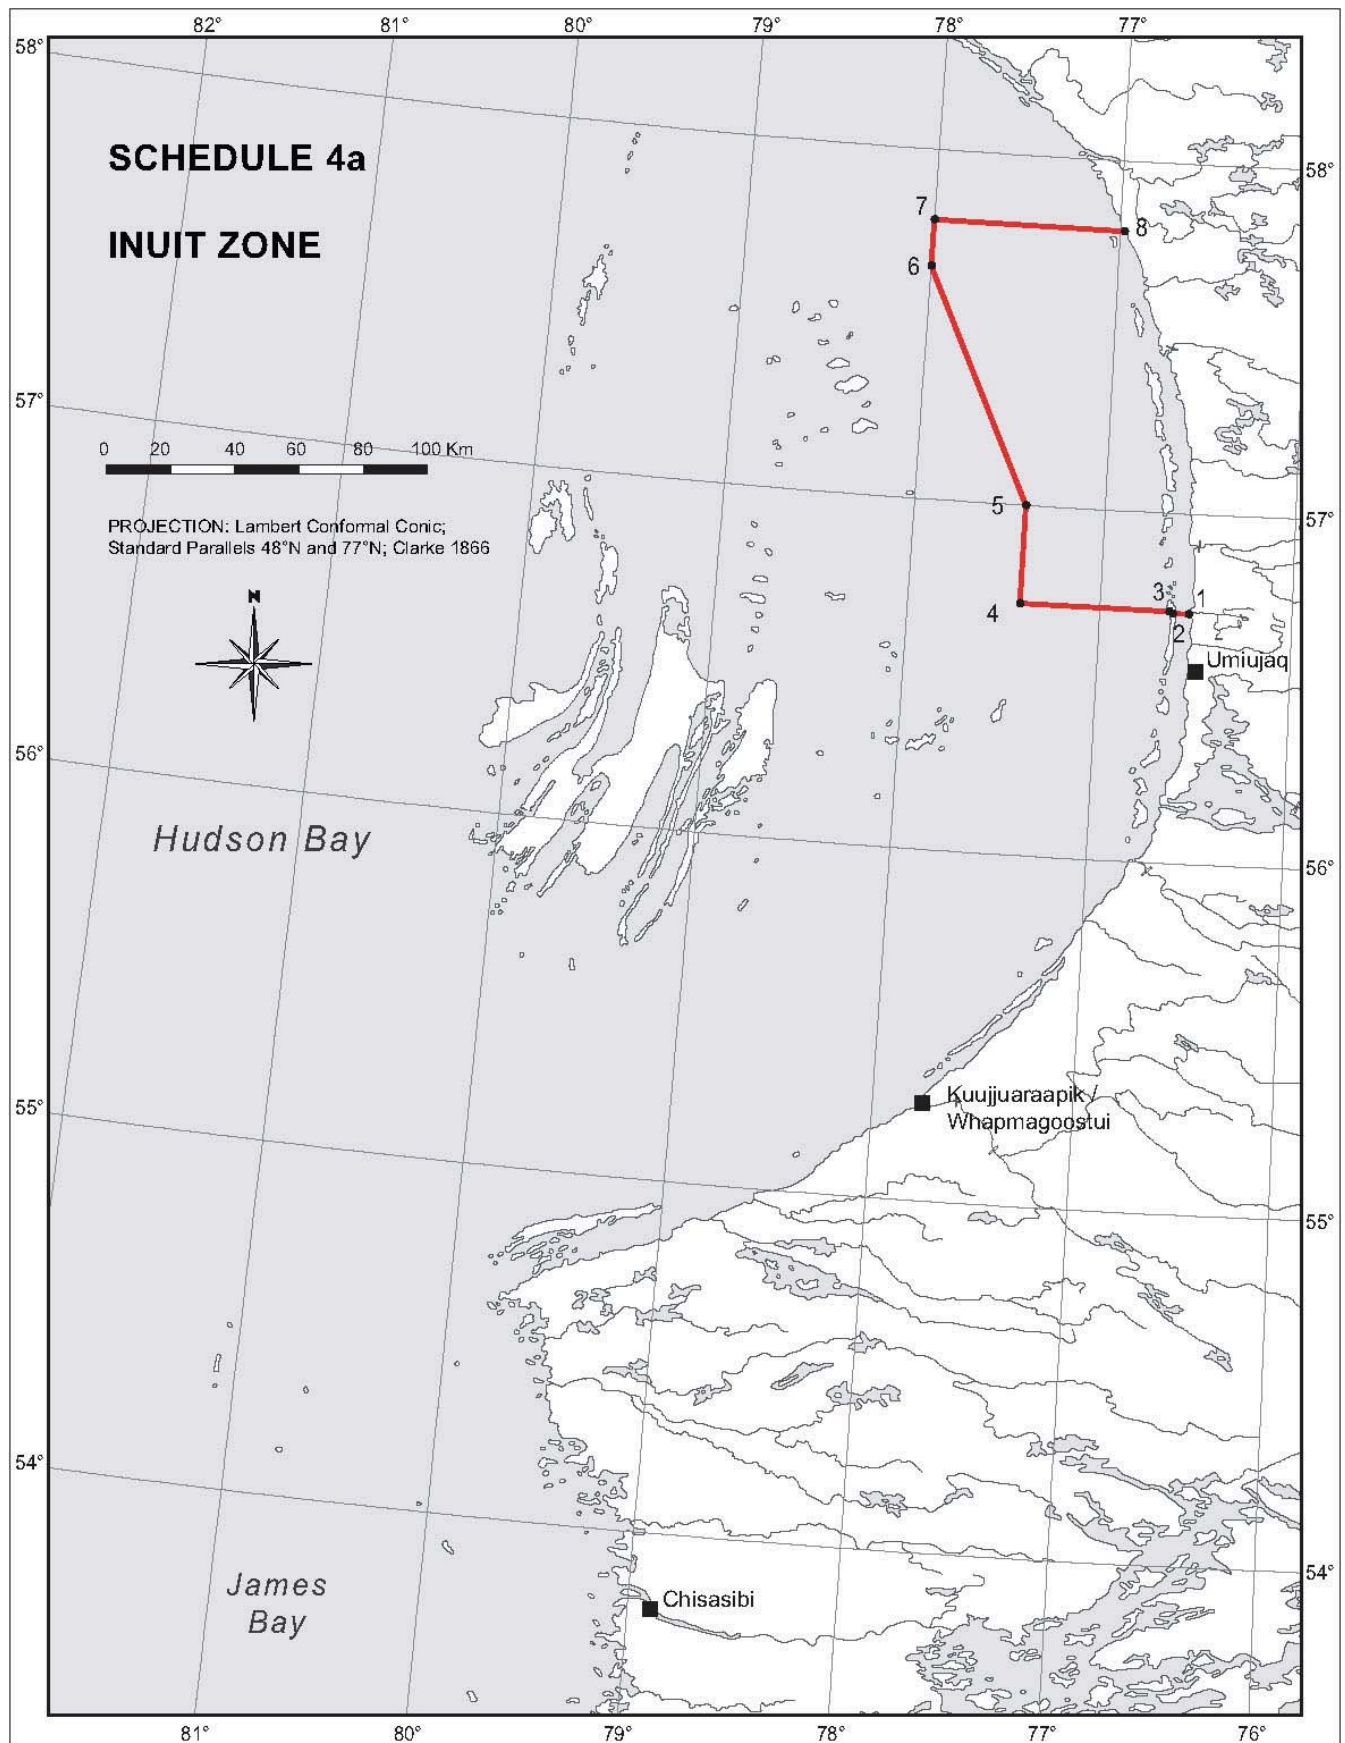 82° 81° 80° 79° 78° 77°
58°
SCHEDULE 4a
58°
INUIT ZONE
7
8
6
57°
0 20 40 60 80 100 Km
5
57°
PROJECTION: Lambert Conformal Conic;
Standard Parallels 48°N and 77°N; Clarke 1866
N
3 1
4
2
Umiujaq
56°
Hudson Bay
56°
Kuujjuaraapik /
Whapmagoostui
55°
55°
54°
54°
James
Bay
Chisasibi
81° 80° 79° 78° 77° 76°